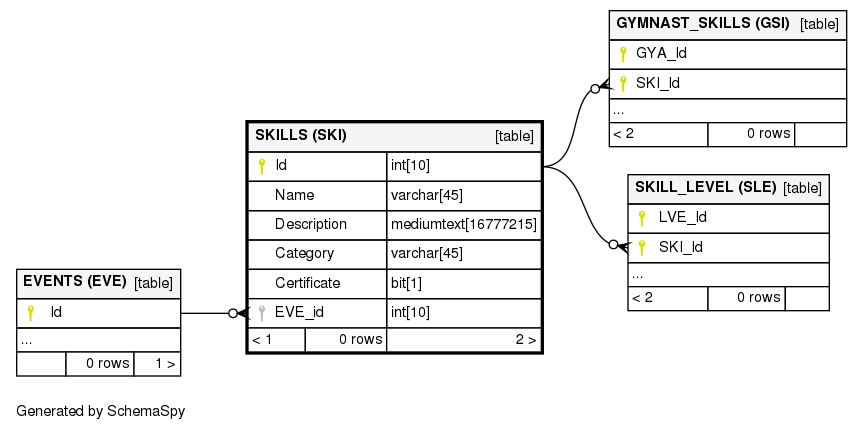 GYMNAST_SKILLS (GSI) [table]
GYA_Id
SKI_Id
...
< 2 0 rows
SKILLS (SKI) [table]
Id int[10]
Name varchar[45]
Description mediumtext[16777215]
Category varchar[45]
Certificate bit[1]
EVE_id int[10]
< 1 0 rows 2 >
SKILL_LEVEL (SLE) [table]
LVE_Id
SKI_Id
...
< 2 0 rows
EVENTS (EVE) [table]
Id
...
0 rows 1 >
Generated by SchemaSpy